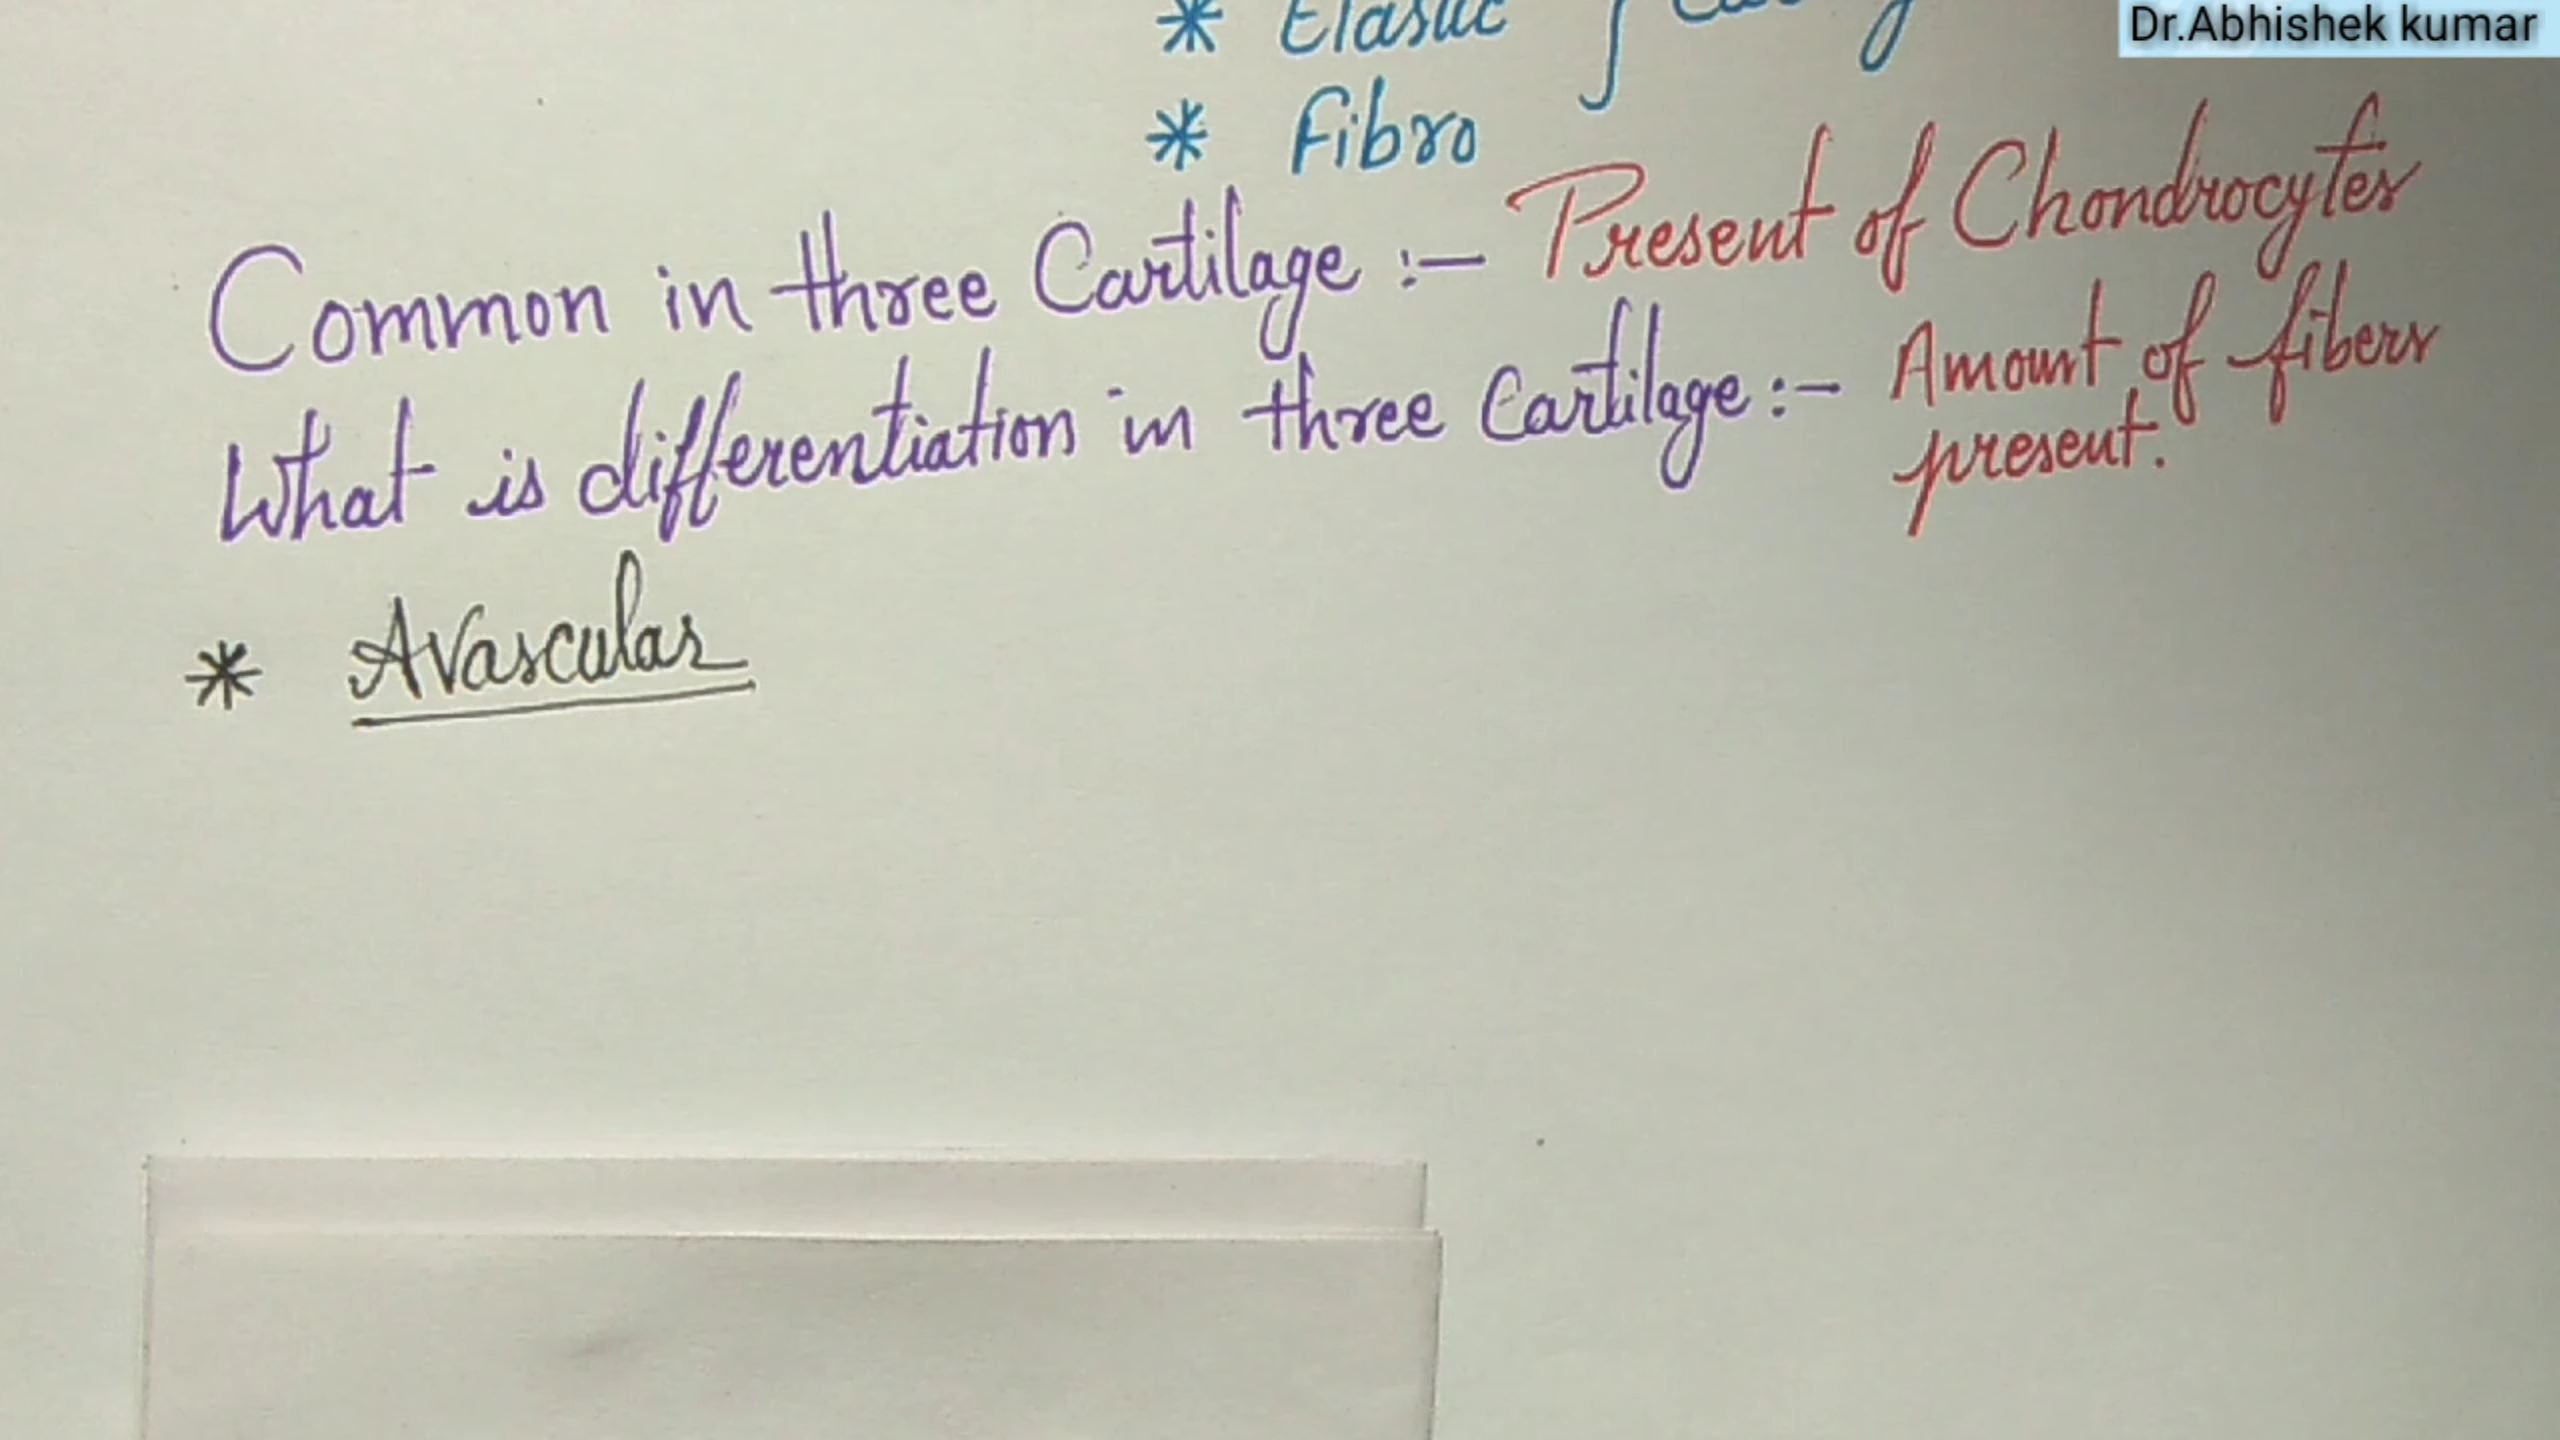 Dr.Abhishek kumar
* Elastic
* Fibro
Common in three Cartilage :- Present of Chondrocytes
What is differentiation in three Cartilage :- Amount of fibers
present.
* Avascular